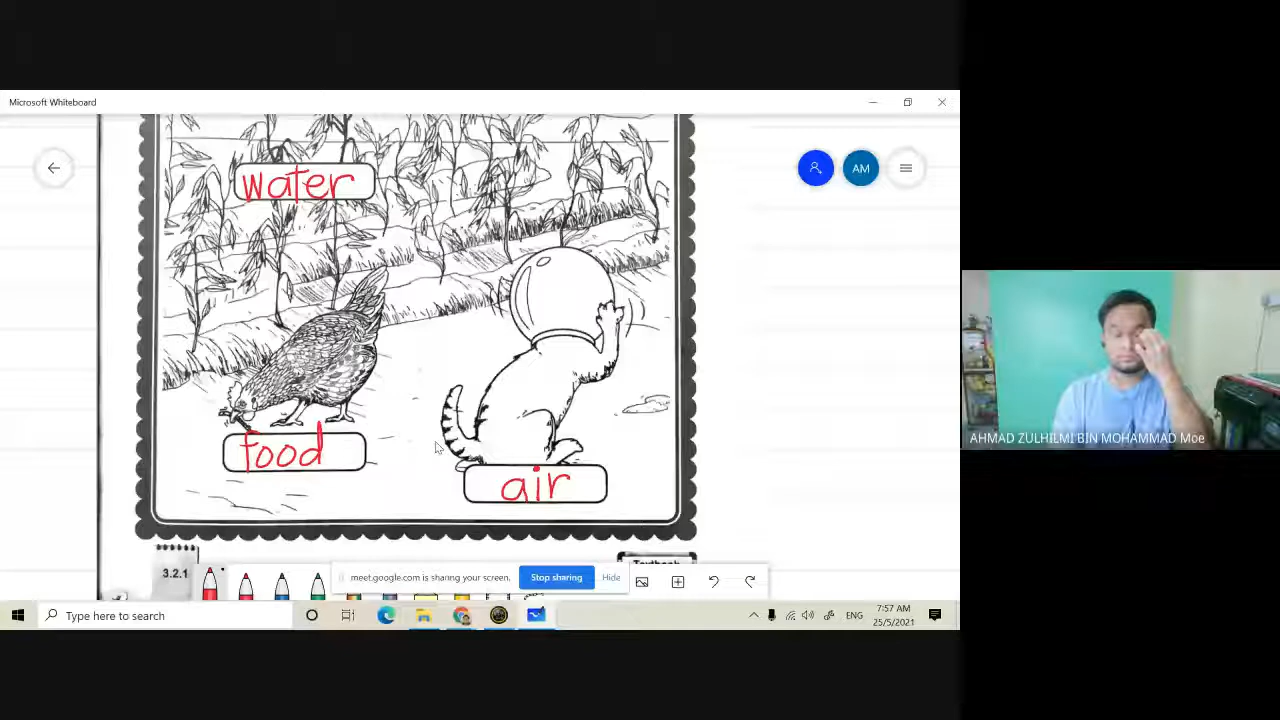 Microsoft Whiteboard
AM
water
food
air
AHMAD ZULHILMI BIN MOHAMMAD Moe
3.2.1
Textbook
meet.google.com is sharing your screen.
Stop sharing
Hide
Type here to search
ENG
7:57 AM
25/5/2021